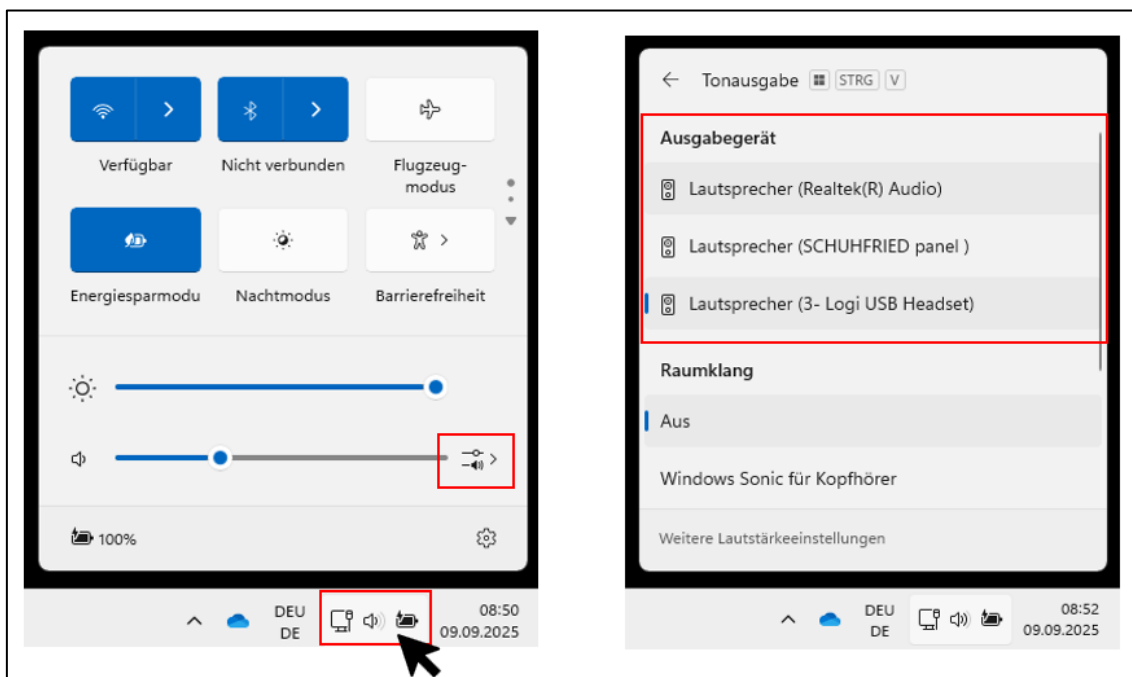 Verfügbar
Nicht verbunden
Flugzeug-
modus
Energiesparmodu
Nachtmodus
Barrierefreiheit
100%
DEU
DE
08:50
09.09.2025
Tonausgabe STRG V
Ausgabegerät
Lautsprecher (Realtek(R) Audio)
Lautsprecher (SCHUHFRIED panel )
Lautsprecher (3- Logi USB Headset)
Raumklang
Aus
Windows Sonic für Kopfhörer
Weitere Lautstärkeeinstellungen
DEU
DE
08:52
09.09.2025